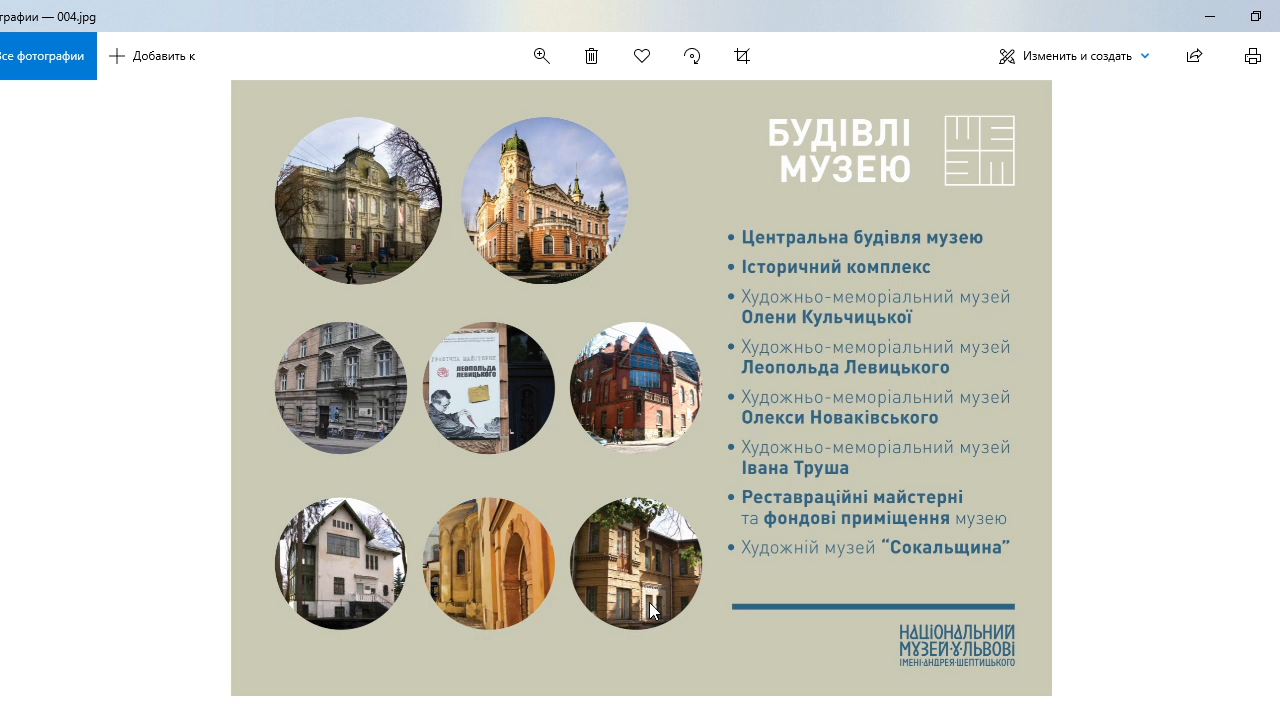 графии — 004.jpg
се фотографии
Добавить к
Изменить и создать
БУДІВЛІ
МУЗЕЮ
• Центральна будівля музею
• Історичний комплекс
• Художньо-меморіальний музей
Олени Кульчицької
• Художньо-меморіальний музей
Леопольда Левицького
• Художньо-меморіальний музей
Олекси Новаківського
• Художньо-меморіальний музей
Івана Труша
• Реставраційні майстерні
та фондові приміщення музею
• Художній музей “Сокальщина”
ЛЕОПОЛЬДА
ЛЕВИЦЬКОГО
НАЦІОНАЛЬНИЙ
МУЗЕЙ·У·ЛЬВОВІ
ІМЕНІ·АНДРЕЯ·ШЕПТИЦЬКОГО